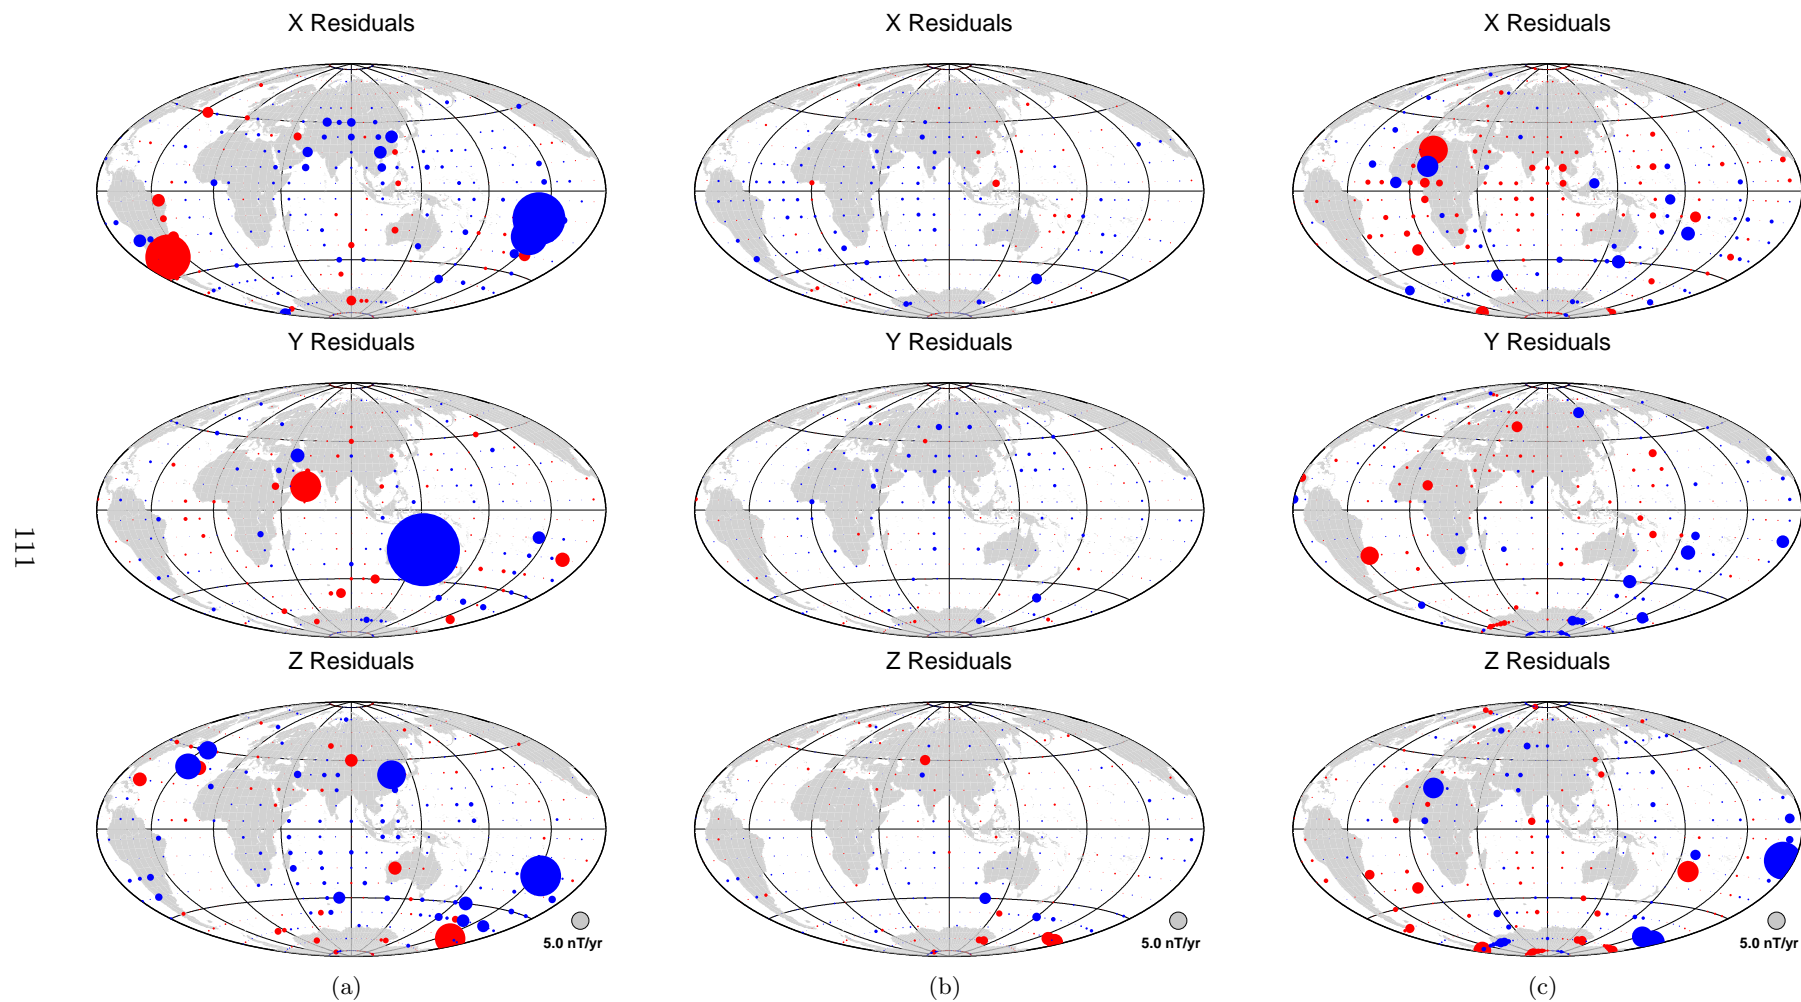 X Residuals
X Residuals
X Residuals
Y Residuals
Y Residuals
Y Residuals
Z Residuals
Z Residuals
Z Residuals
5.0 nT/yr
5.0 nT/yr
5.0 nT/yr
(a)
(b)
(c)
111